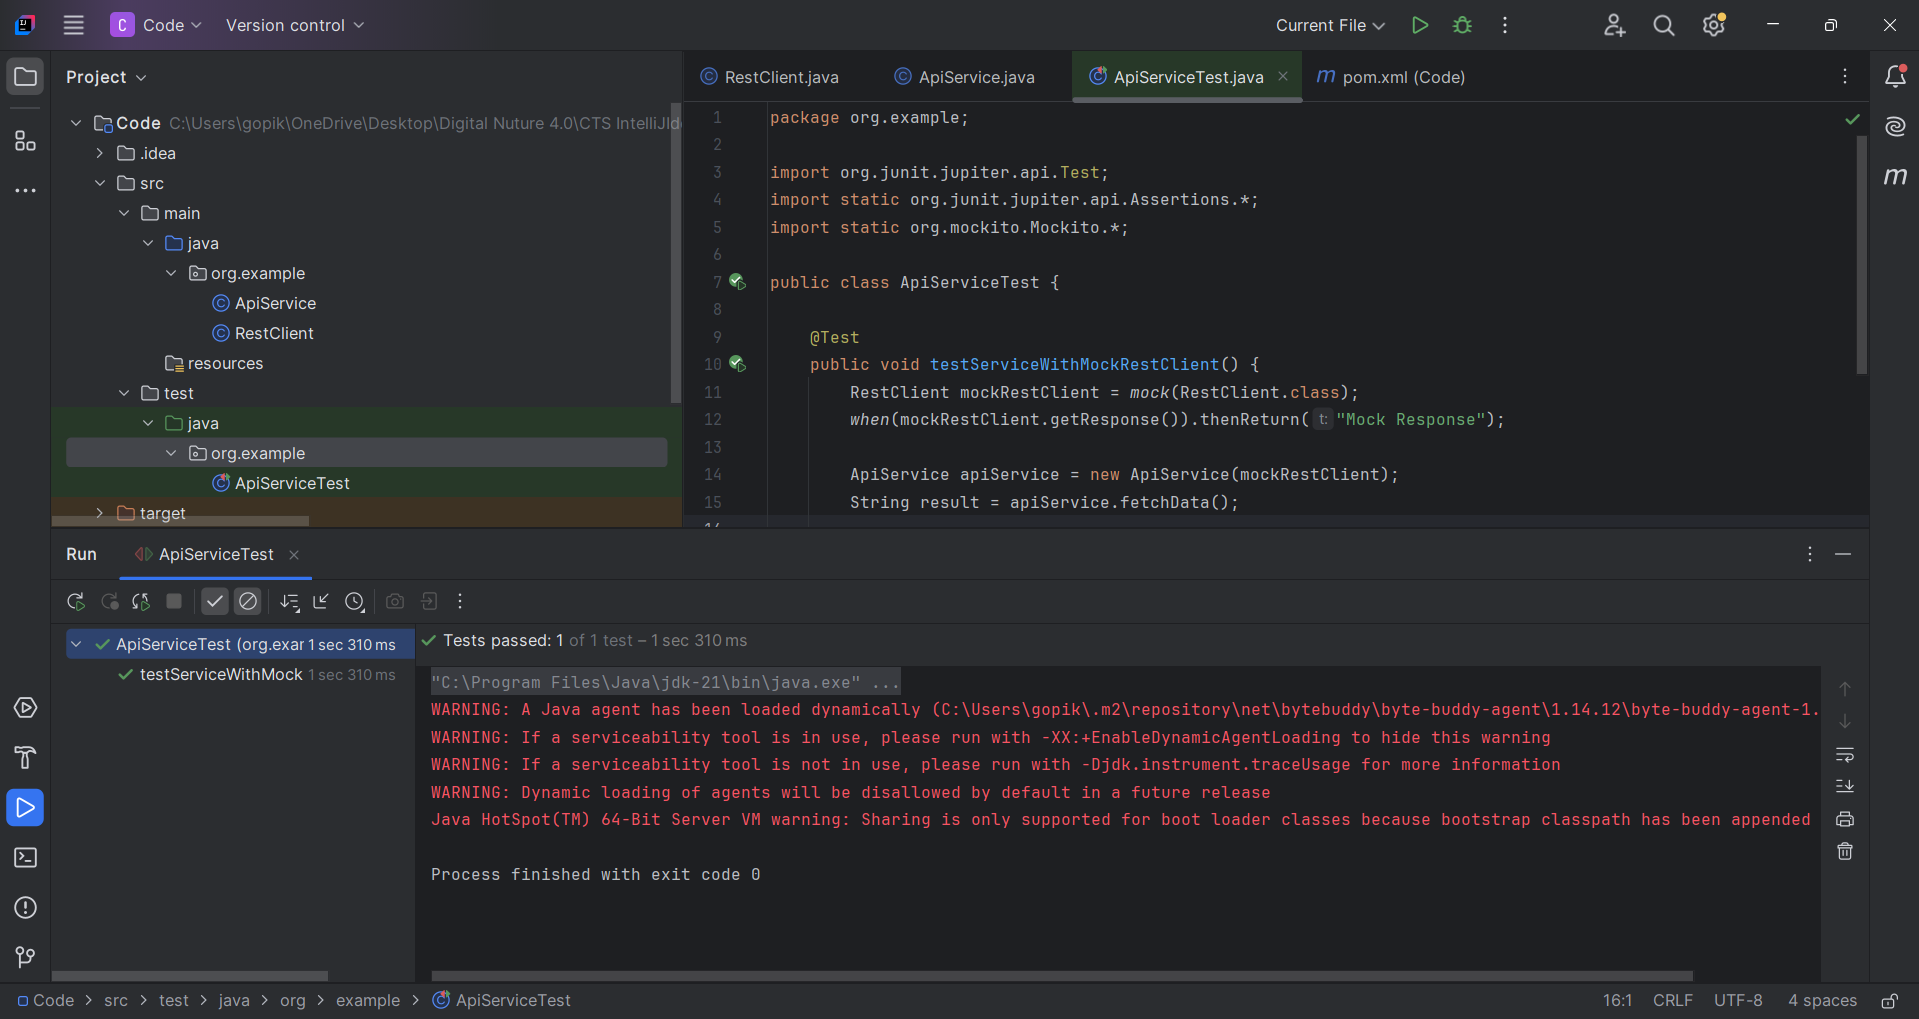 C Code Version control Current File
Project
RestClient.java ApiService.java ApiServiceTest.java m pom.xml (Code)
Code C:\Users\gopik\OneDrive\Desktop\Digital Nuture 4.0\CTS IntelliJIde
.idea
src
main
java
org.example
ApiService
RestClient
resources
test
java
org.example
ApiServiceTest
target
1 package org.example;
2
3 import org.junit.jupiter.api.Test;
4 import static org.junit.jupiter.api.Assertions.*;
5 import static org.mockito.Mockito.*;
6
7 public class ApiServiceTest {
8
9 @Test
10 public void testServiceWithMockRestClient() {
11 RestClient mockRestClient = mock(RestClient.class);
12 when(mockRestClient.getResponse()).thenReturn( t: "Mock Response");
13
14 ApiService apiService = new ApiService(mockRestClient);
15 String result = apiService.fetchData();
Run ApiServiceTest
ApiServiceTest (org.exar 1 sec 310 ms
testServiceWithMock 1 sec 310 ms
Tests passed: 1 of 1 test – 1 sec 310 ms
"C:\Program Files\Java\jdk-21\bin\java.exe" ...
WARNING: A Java agent has been loaded dynamically (C:\Users\gopik\.m2\repository\net\bytebuddy\byte-buddy-agent\1.14.12\byte-buddy-agent-1.
WARNING: If a serviceability tool is in use, please run with -XX:+EnableDynamicAgentLoading to hide this warning
WARNING: If a serviceability tool is not in use, please run with -Djdk.instrument.traceUsage for more information
WARNING: Dynamic loading of agents will be disallowed by default in a future release
Java HotSpot(TM) 64-Bit Server VM warning: Sharing is only supported for boot loader classes because bootstrap classpath has been appended
Process finished with exit code 0
Code > src > test > java > org > example > ApiServiceTest 16:1 CRLF UTF-8 4 spaces